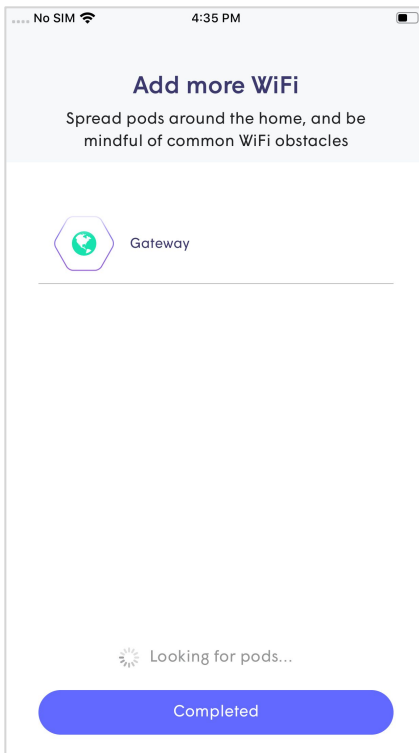 No SIM 4:35 PM
Add more WiFi
Spread pods around the home, and be
mindful of common WiFi obstacles
Gateway
Looking for pods...
Completed